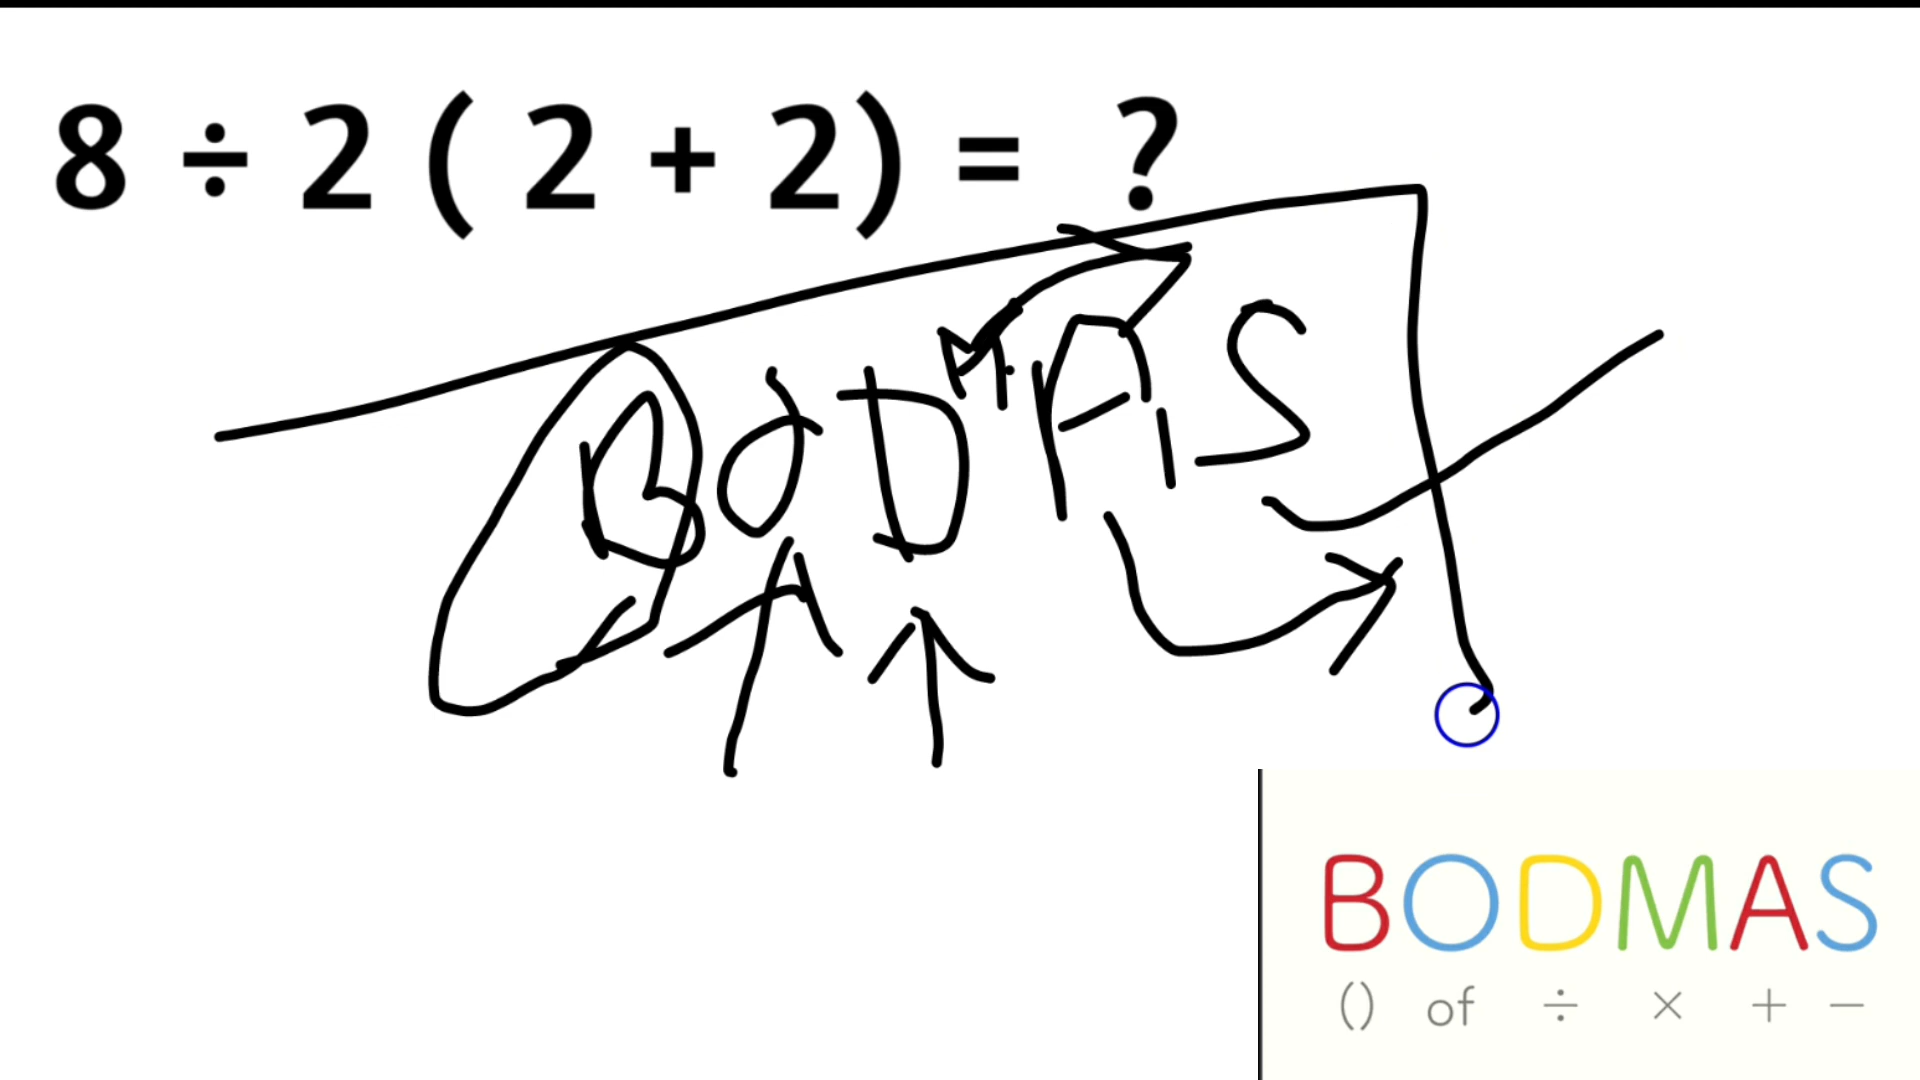 8 ÷ 2 ( 2 + 2) = ?
BODMAS
BODMAS
() of ÷ × + −